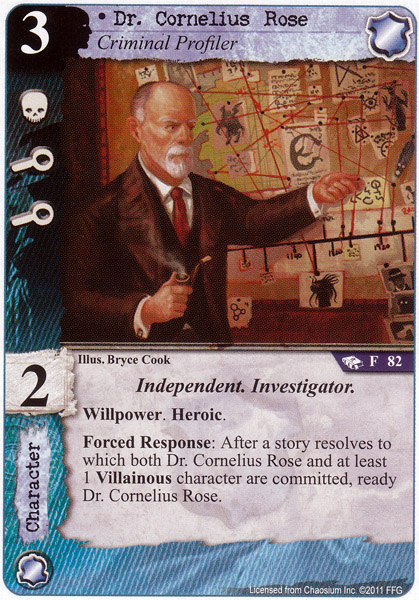 3
• Dr. Cornelius Rose
Criminal Profiler
Illus. Bryce Cook
F 82
2
Independent. Investigator.
Willpower. Heroic.
Forced Response: After a story resolves to
which both Dr. Cornelius Rose and at least
1 Villainous character are committed, ready
Dr. Cornelius Rose.
Character
Licensed from Chaosium Inc. ©2011 FFG